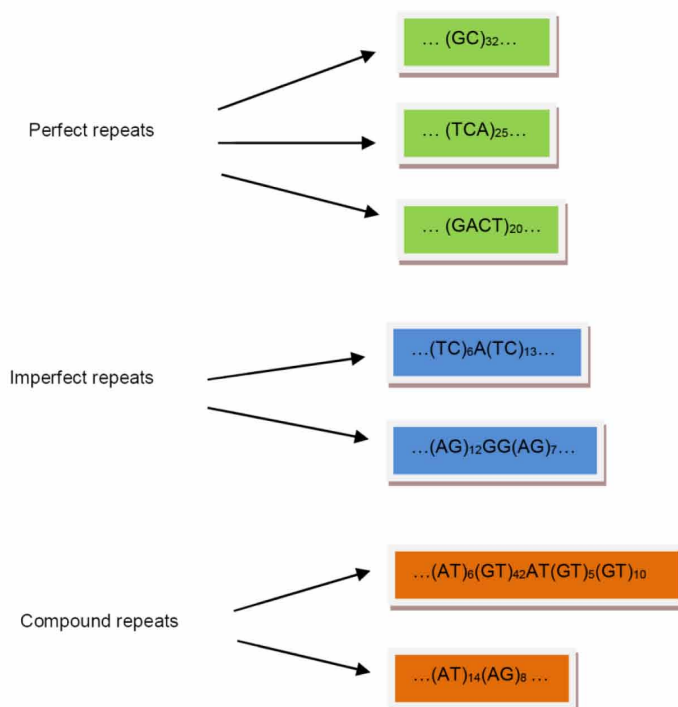 … (GC)₃₂…
Perfect repeats
… (TCA)₂₅…
… (GACT)₂₀…
…(TC)₆A(TC)₁₃…
Imperfect repeats
…(AG)₁₂GG(AG)₇…
…(AT)₆(GT)₄₂AT(GT)₅(GT)₁₀
Compound repeats
…(AT)₁₄(AG)₈ …